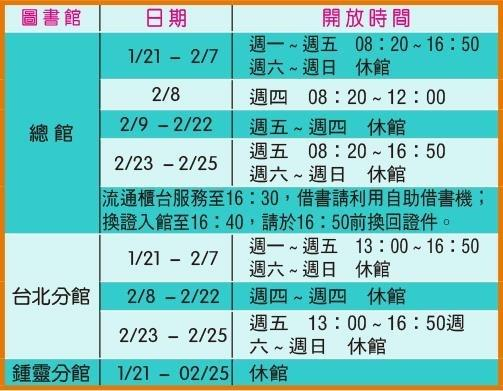 圖書館 日期 開放時間
總館
1/21 – 2/7
週一～週五 08：20~16：50
週六～週日 休館
2/8 週四 08：20~12：00
2/9 – 2/22 週五～週四 休館
2/23 – 2/25
週五 08：20~16：50
週六～週日 休館
流通櫃台服務至16：30，借書請利用自助借書機；
換證入館至16：40，請於16：50前換回證件。
台北分館
1/21 – 2/7
週一～週五 13：00~16：50
週六～週日 休館
2/8 – 2/22 週四～週四 休館
2/23 – 2/25
週五 13：00~16：50週
六～週日 休館
鍾靈分館 1/21 – 02/25 休館